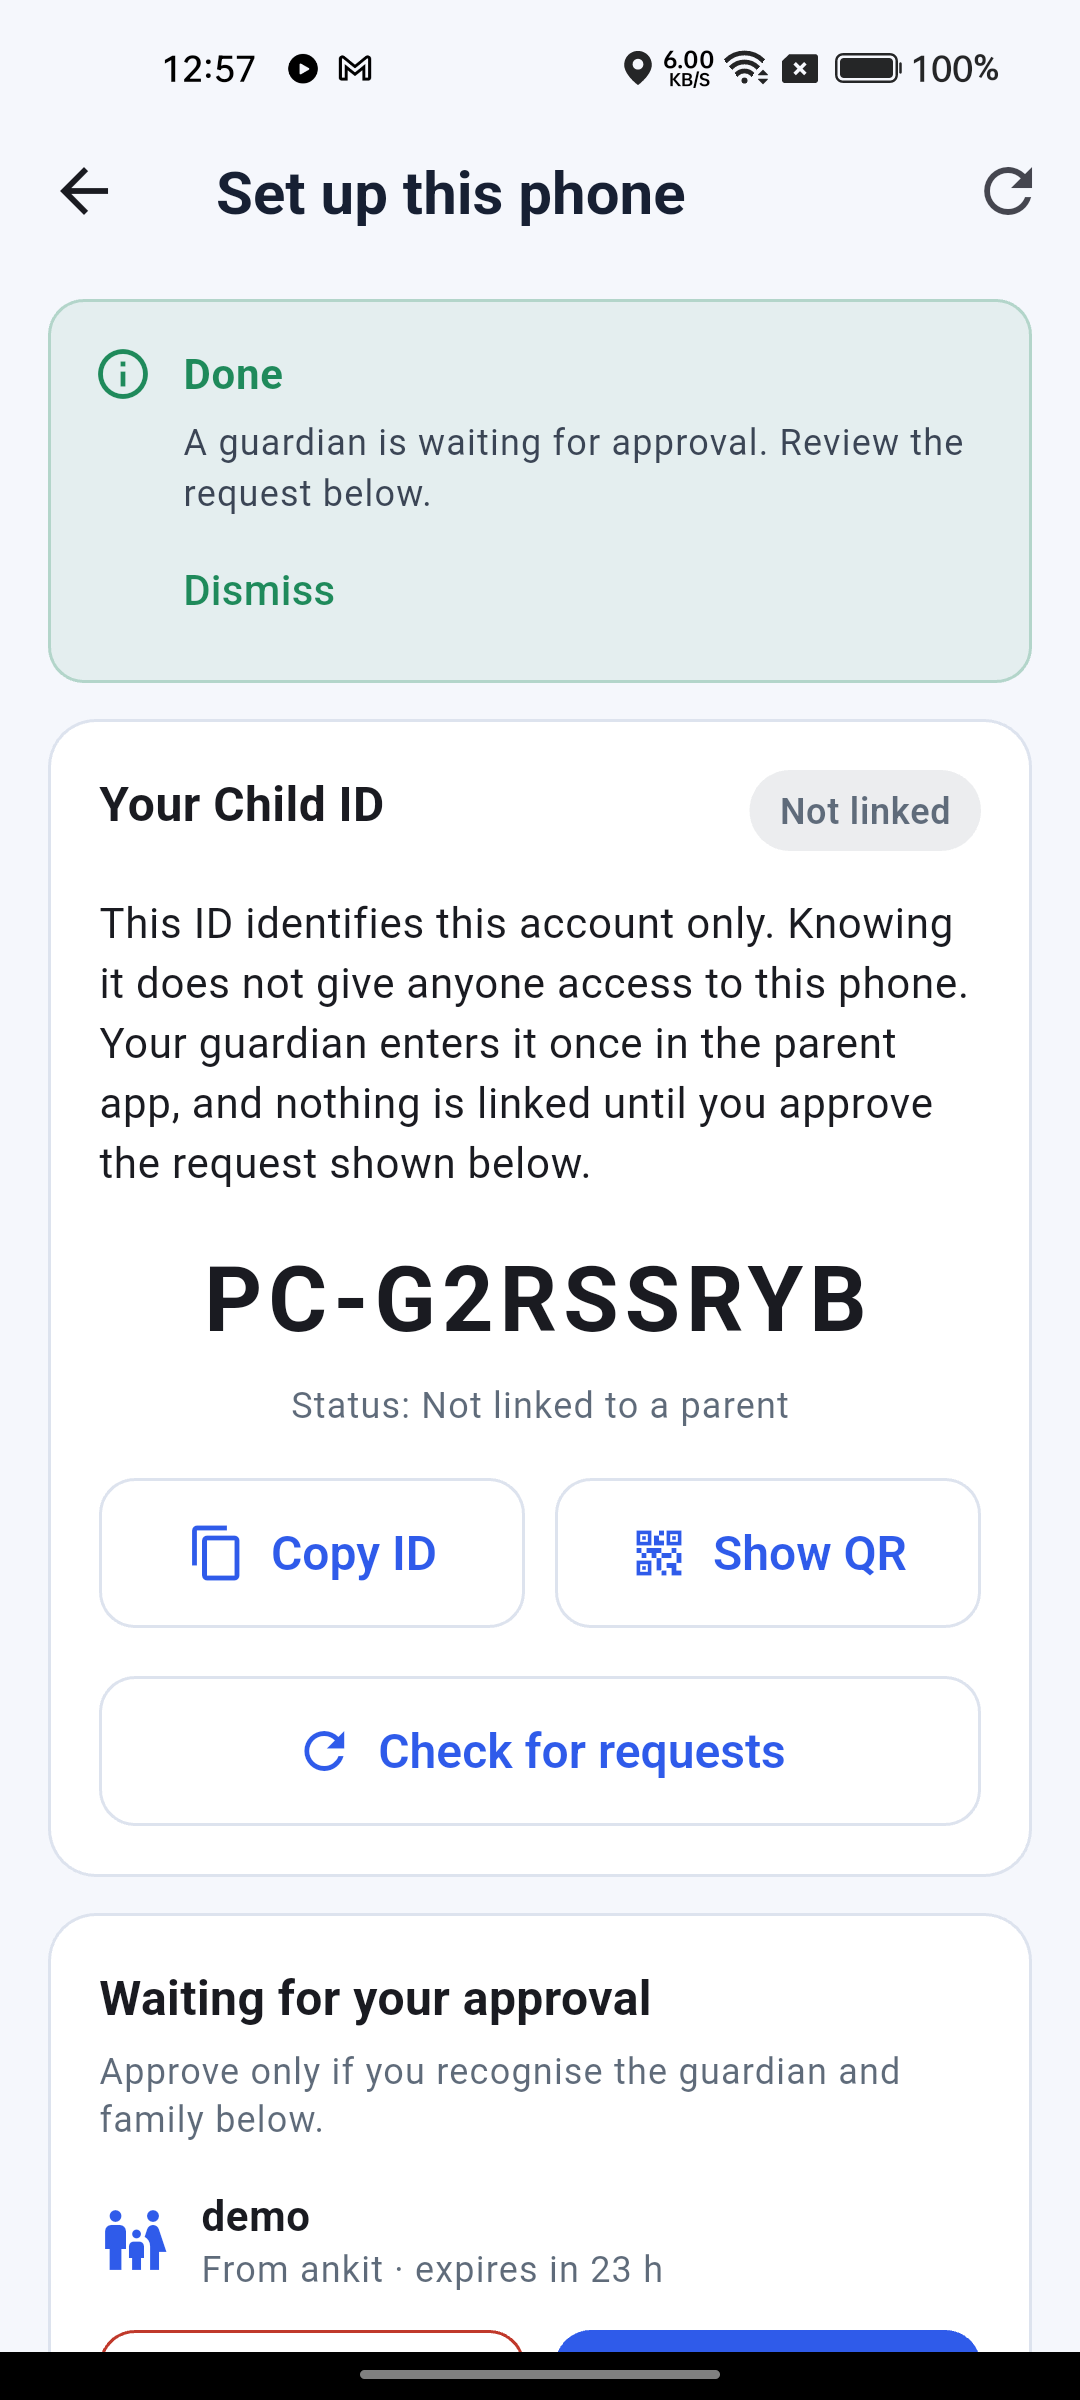 12:57
6.00
KB/S
100%
Set up this phone
Done
A guardian is waiting for approval. Review the
request below.
Dismiss
Your Child ID
Not linked
This ID identifies this account only. Knowing
it does not give anyone access to this phone.
Your guardian enters it once in the parent
app, and nothing is linked until you approve
the request shown below.
PC-G2RSSRYB
Status: Not linked to a parent
Copy ID
Show QR
Check for requests
Waiting for your approval
Approve only if you recognise the guardian and
family below.
demo
From ankit · expires in 23 h